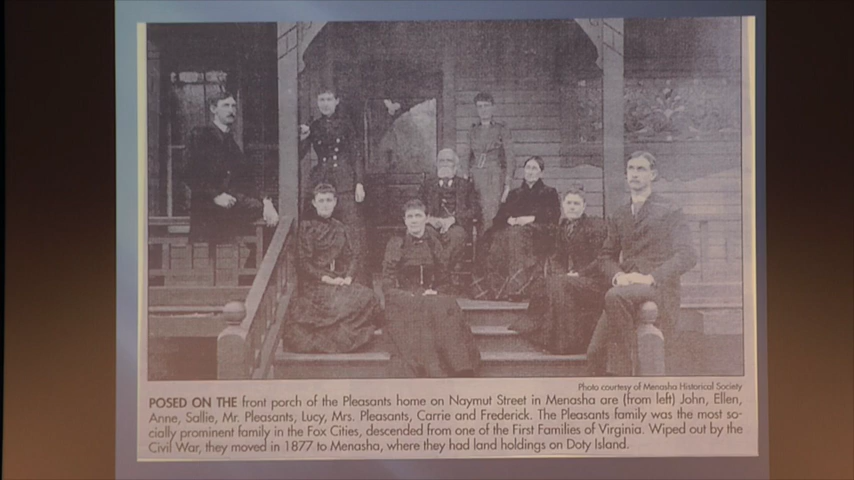 Photo courtesy of Menasha Historical Society
POSED ON THE front porch of the Pleasants home on Naymut Street in Menasha are (from left) John, Ellen,
Anne, Sallie, Mr. Pleasants, Lucy, Mrs. Pleasants, Carrie and Frederick. The Pleasants family was the most so-
cially prominent family in the Fox Cities, descended from one of the First Families of Virginia. Wiped out by the
Civil War, they moved in 1877 to Menasha, where they had land holdings on Doty Island.